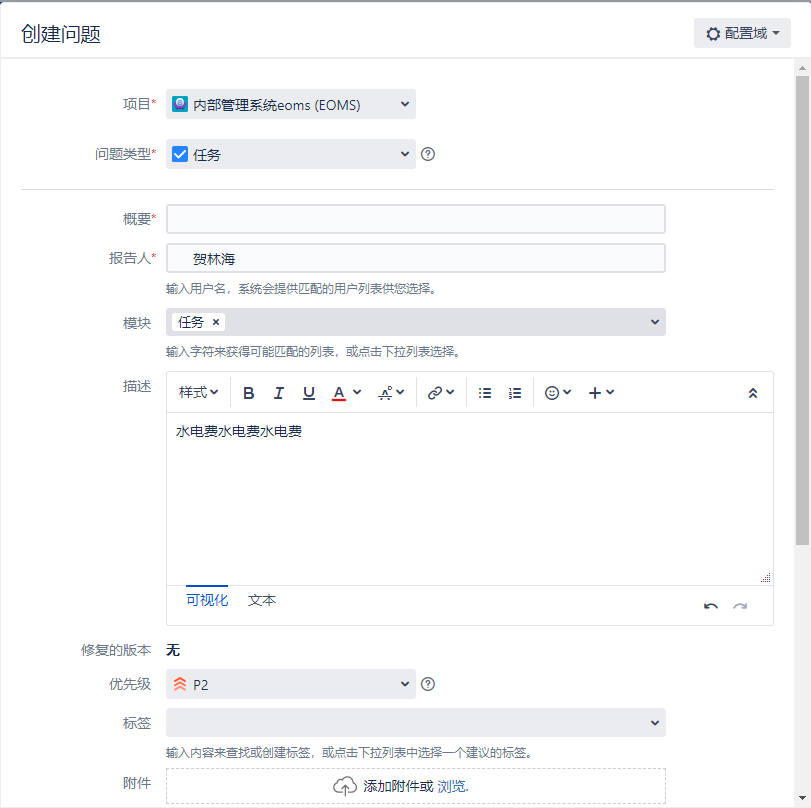 创建问题
配置域
项目* 内部管理系统eoms (EOMS)
问题类型* 任务
概要*
报告人* 贺林海
输入用户名，系统会提供匹配的用户列表供您选择。
模块 任务 ×
输入字符来获得可能匹配的列表，或点击下拉列表选择。
描述
样式 B I U A
水电费水电费水电费
可视化 文本
修复的版本 无
优先级 P2
标签
输入内容来查找或创建标签，或点击下拉列表中选择一个建议的标签。
附件 添加附件或 浏览.